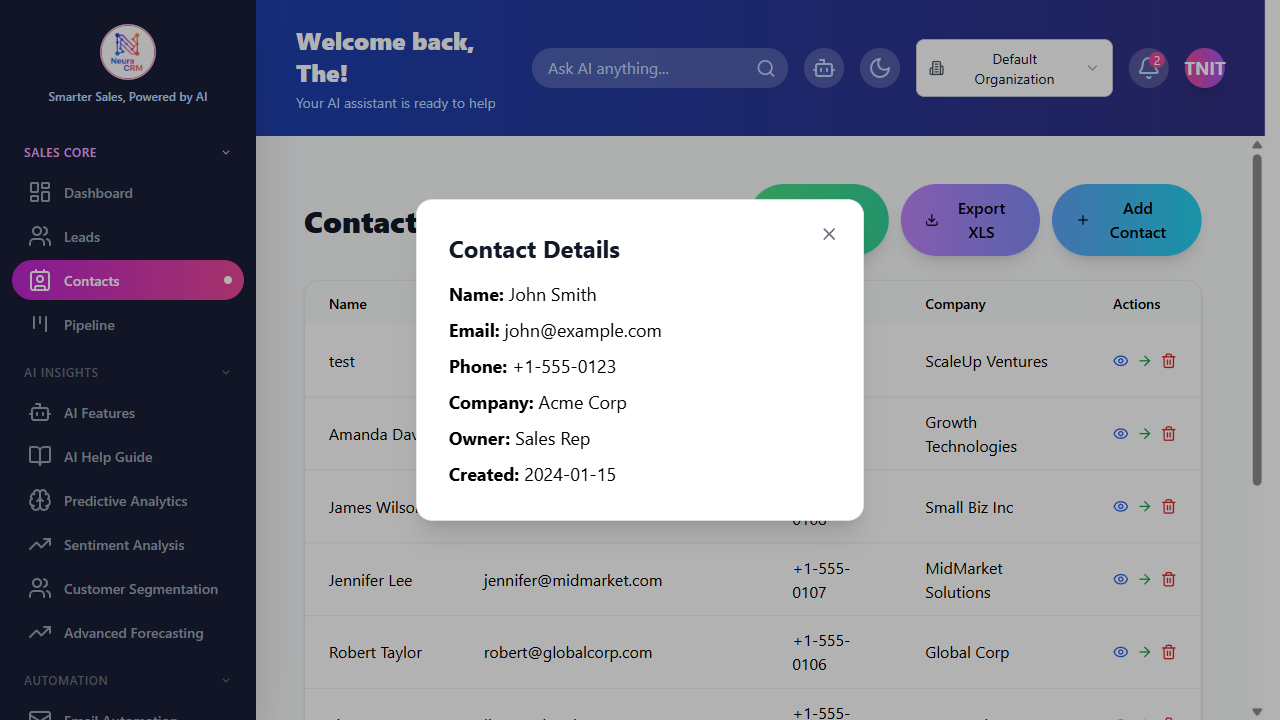 Neura
CRM
Smarter Sales, Powered by AI
SALES CORE
Dashboard
Leads
Contacts
Pipeline
AI INSIGHTS
AI Features
AI Help Guide
Predictive Analytics
Sentiment Analysis
Customer Segmentation
Advanced Forecasting
AUTOMATION
Welcome back,
The!
Your AI assistant is ready to help
Ask AI anything...
Default
Organization
2
TNIT
Export
XLS
Add
Contact
Contact Details
Name: John Smith
Email: john@example.com
Phone: +1-555-0123
Company: Acme Corp
Owner: Sales Rep
Created: 2024-01-15
Name
Company
Actions
test
ScaleUp Ventures
Amanda
Growth
Technologies
James
Small Biz Inc
Jennifer Lee
jennifer@midmarket.com
+1-555-
0107
MidMarket
Solutions
Robert Taylor
robert@globalcorp.com
+1-555-
0106
Global Corp
+1-555-